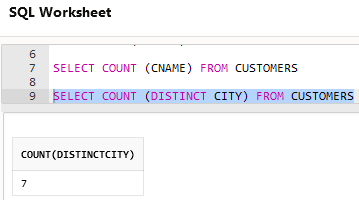 SQL Worksheet
6
7 SELECT COUNT (CNAME) FROM CUSTOMERS
8
9 SELECT COUNT (DISTINCT CITY) FROM CUSTOMERS
COUNT(DISTINCTCITY)
7